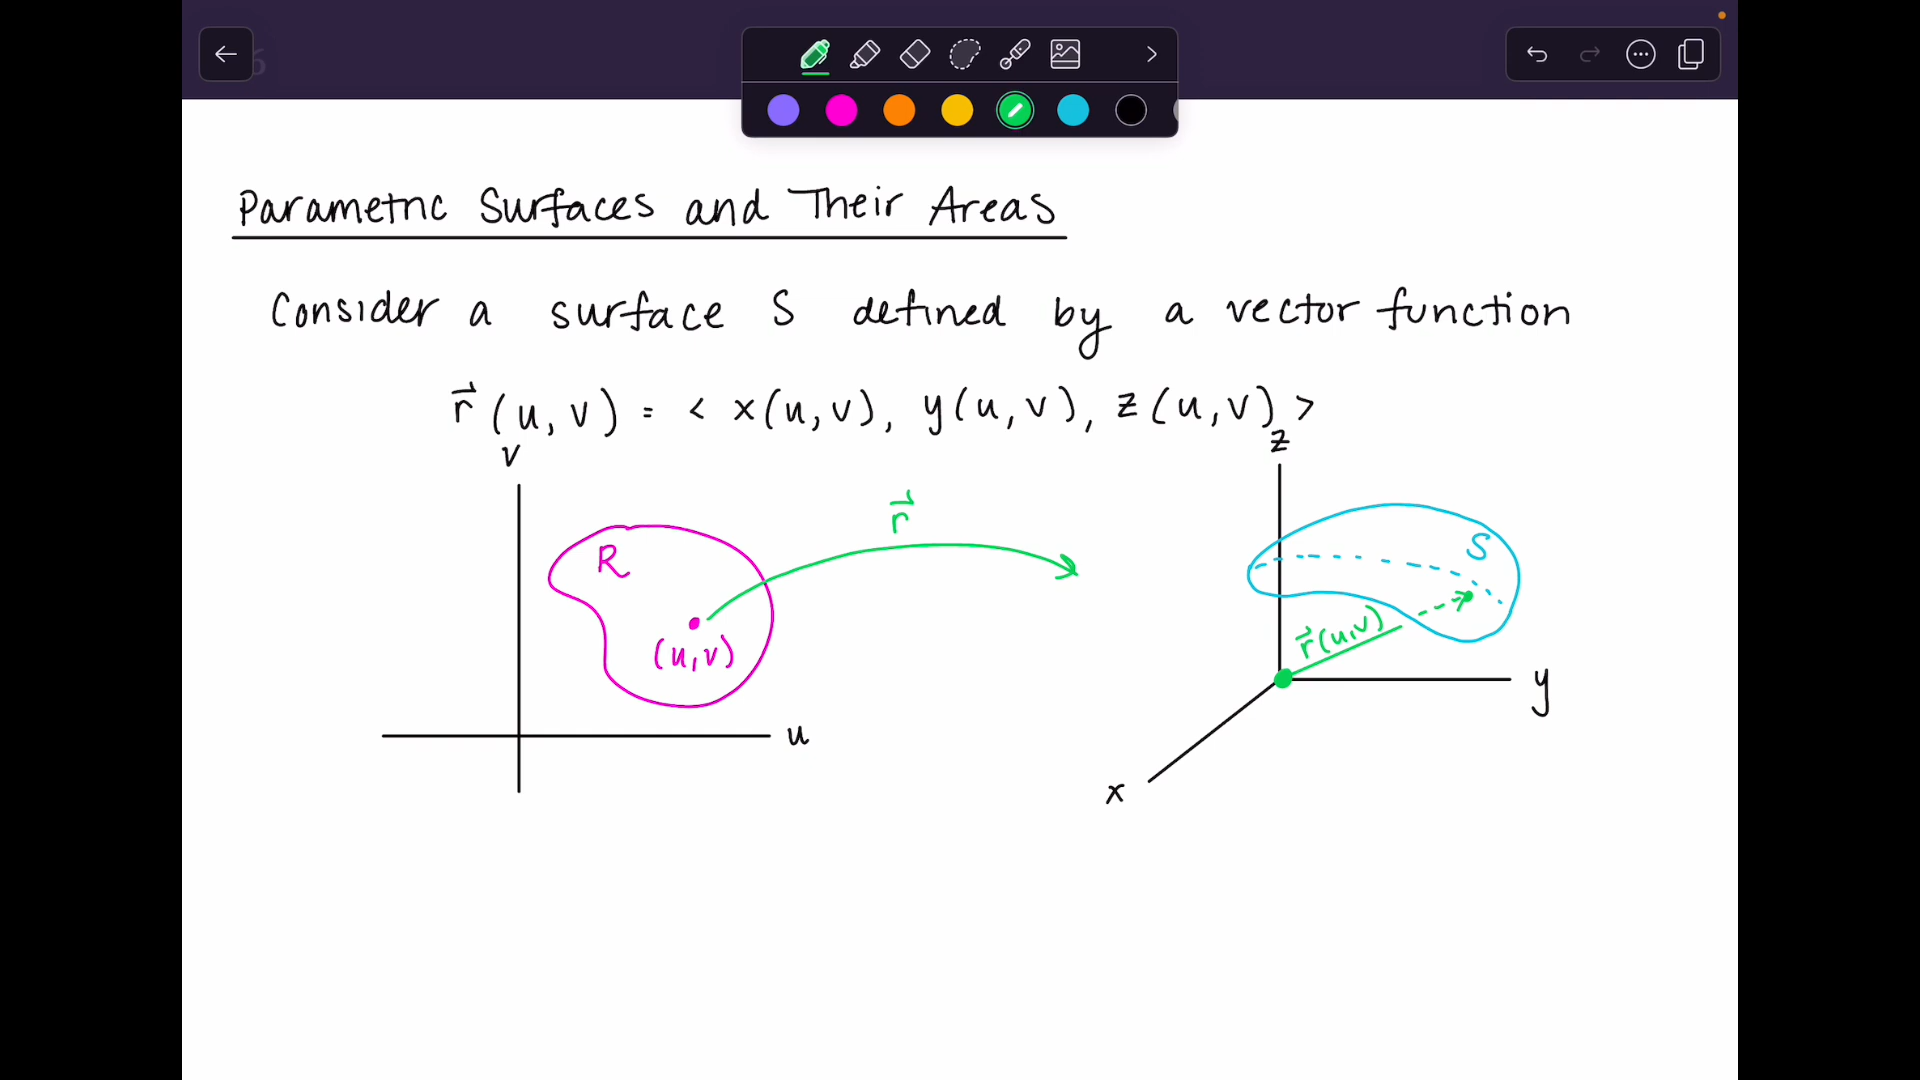 Parametric Surfaces and Their Areas
Consider a surface S defined by a vector function
r⃗(u,v) = < x(u,v), y(u,v), z(u,v) >
v
z
r⃗
R
S
(u,v)
r⃗(u,v)
y
u
x